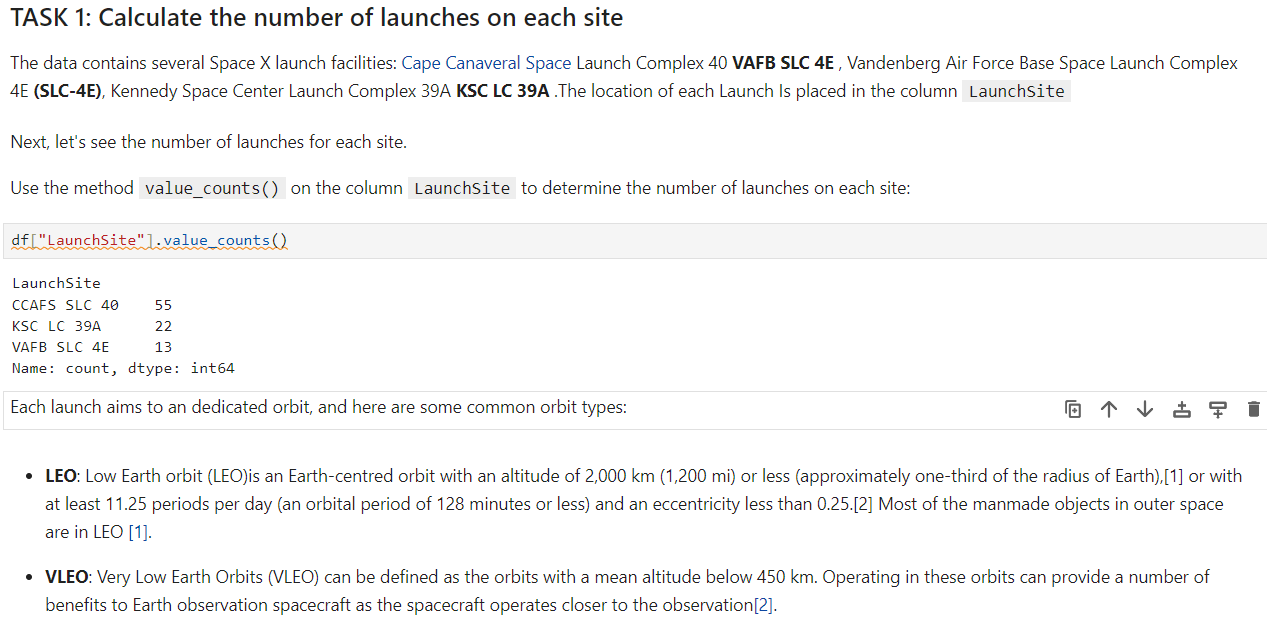 TASK 1: Calculate the number of launches on each site
The data contains several Space X launch facilities: Cape Canaveral Space Launch Complex 40 VAFB SLC 4E , Vandenberg Air Force Base Space Launch Complex
4E (SLC-4E), Kennedy Space Center Launch Complex 39A KSC LC 39A .The location of each Launch Is placed in the column LaunchSite
Next, let's see the number of launches for each site.
Use the method value_counts() on the column LaunchSite to determine the number of launches on each site:
df["LaunchSite"].value_counts()
LaunchSite
CCAFS SLC 40    55
KSC LC 39A      22
VAFB SLC 4E     13
Name: count, dtype: int64
Each launch aims to an dedicated orbit, and here are some common orbit types:
• LEO: Low Earth orbit (LEO)is an Earth-centred orbit with an altitude of 2,000 km (1,200 mi) or less (approximately one-third of the radius of Earth),[1] or with
at least 11.25 periods per day (an orbital period of 128 minutes or less) and an eccentricity less than 0.25.[2] Most of the manmade objects in outer space
are in LEO [1].
• VLEO: Very Low Earth Orbits (VLEO) can be defined as the orbits with a mean altitude below 450 km. Operating in these orbits can provide a number of
benefits to Earth observation spacecraft as the spacecraft operates closer to the observation[2].